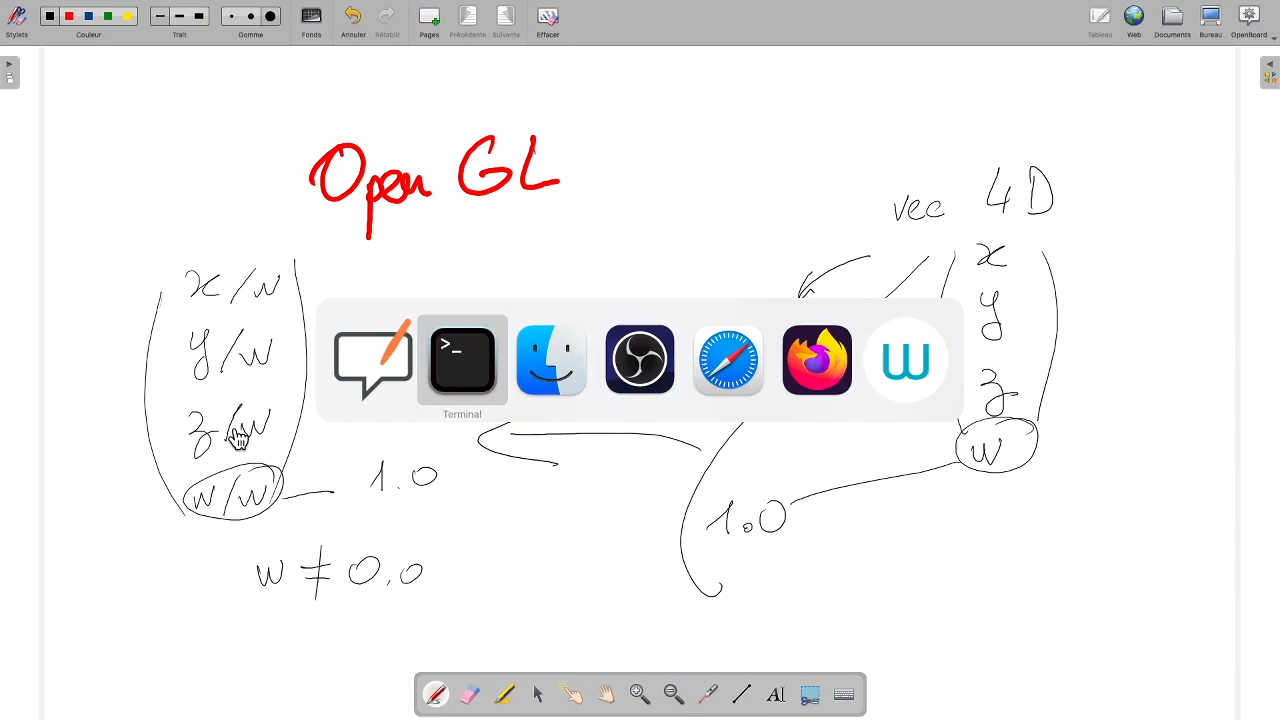 Stylets
Couleur
Trait
Gomme
Fonds
Annuler
Rétablir
Pages
Précédente
Suivante
Effacer
Tableau
Web
Documents
Bureau
OpenBoard
Open GL
vec 4D
x
y
z
w
1.0
x/w
y/w
z/w
w/w
1.0
w ≠ 0.0
>_
W
Terminal
AI